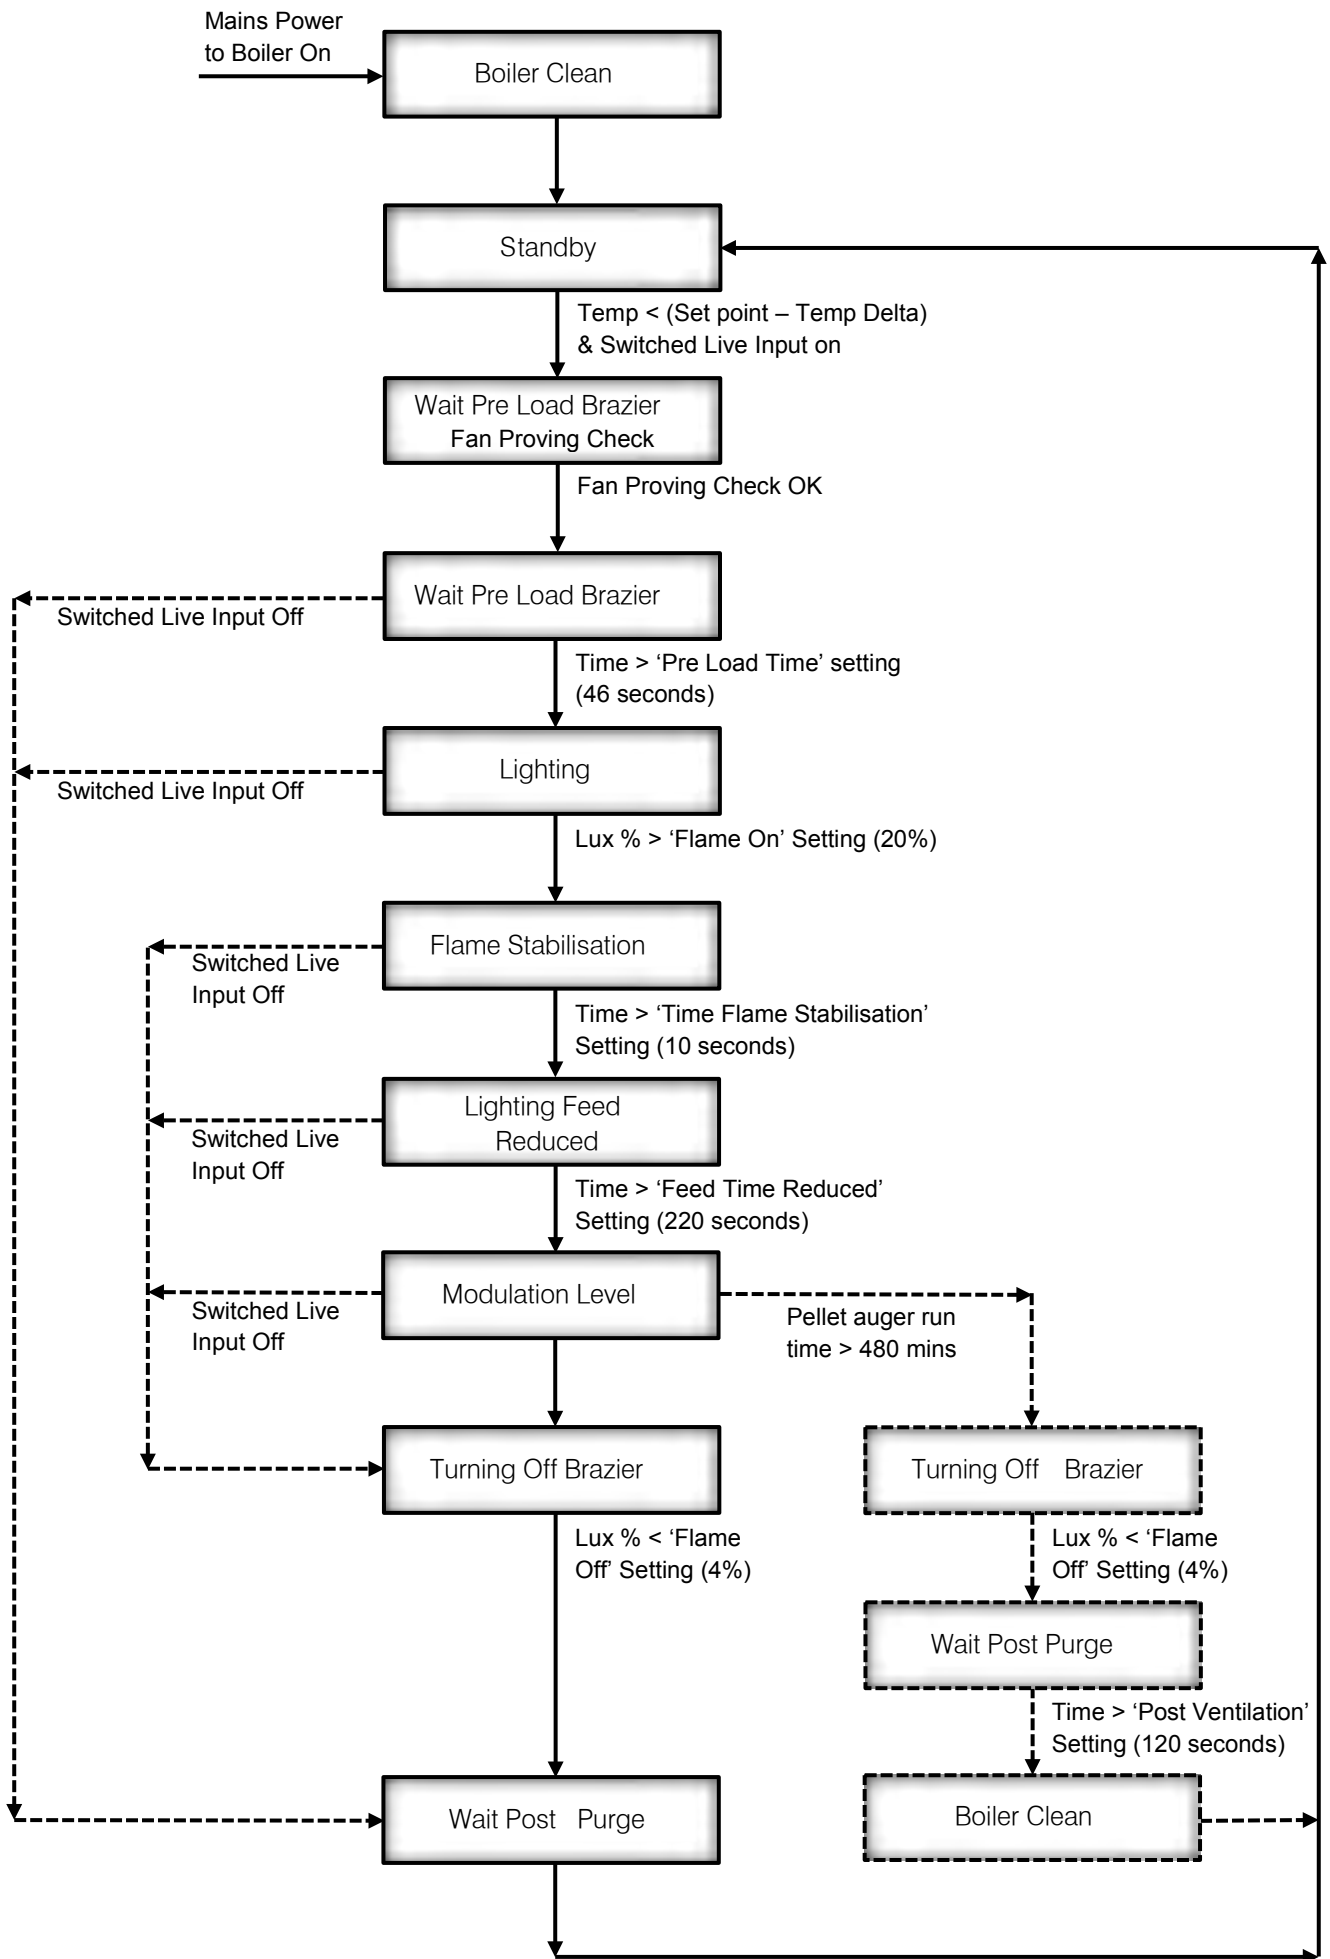 Mains Power
to Boiler On
Boiler Clean
Standby
Temp < (Set point – Temp Delta)
& Switched Live Input on
Wait Pre Load Brazier
Fan Proving Check
Fan Proving Check OK
Wait Pre Load Brazier
Switched Live Input Off
Time > ‘Pre Load Time’ setting
(46 seconds)
Lighting
Switched Live Input Off
Lux % > ‘Flame On’ Setting (20%)
Flame Stabilisation
Switched Live
Input Off
Time > ‘Time Flame Stabilisation’
Setting (10 seconds)
Lighting Feed
Reduced
Switched Live
Input Off
Time > ‘Feed Time Reduced’
Setting (220 seconds)
Modulation Level
Switched Live
Input Off
Pellet auger run
time > 480 mins
Turning Off Brazier
Turning Off Brazier
Lux % < ‘Flame
Off’ Setting (4%)
Lux % < ‘Flame
Off’ Setting (4%)
Wait Post Purge
Time > ‘Post Ventilation’
Setting (120 seconds)
Wait Post Purge
Boiler Clean